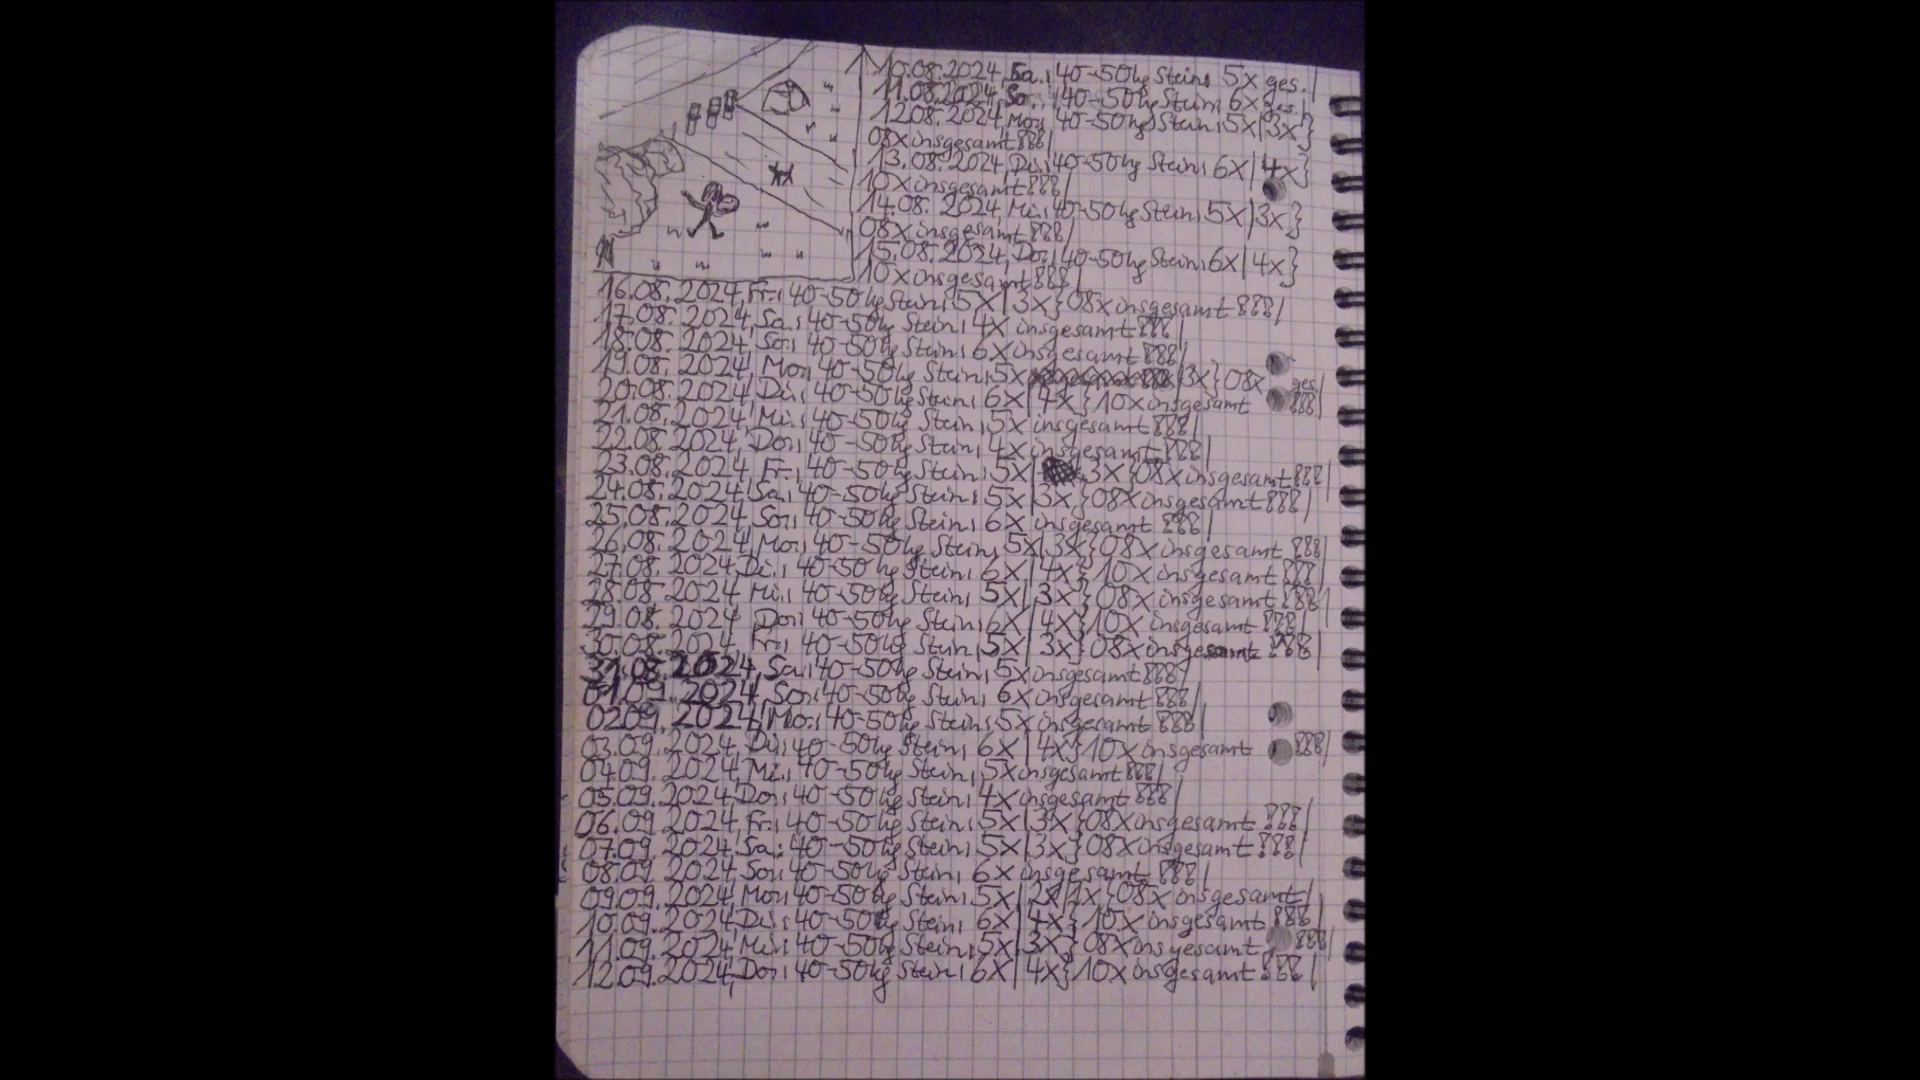 10.08.2024, Sa.: 40-50kg Stein: 5x ges.!
11.08.2024, So.: 40-50kg Stein: 6x ges.!
12.08.2024, Mo.: 40-50kg Stein: 5x | 3x}
08x insgesamt!!!
13.08.2024, Di.: 40-50kg Stein: 6x | 4x}
10x insgesamt!!!
14.08.2024, Mi.: 40-50kg Stein: 5x | 3x}
08x insgesamt!!!
15.08.2024, Do.: 40-50kg Stein: 6x | 4x}
10x insgesamt!!!
16.08.2024, Fr.: 40-50kg Stein: 5x | 3x} 08x insgesamt!!!
17.08.2024, Sa.: 40-50kg Stein: 4x insgesamt!!!
18.08.2024, So.: 40-50kg Stein: 6x insgesamt!!!
19.08.2024, Mo.: 40-50kg Stein: 5x | 3x} 08x ges.
20.08.2024, Di.: 40-50kg Stein: 6x | 4x} 10x insgesamt!!!
21.08.2024, Mi.: 40-50kg Stein: 5x insgesamt!!!
22.08.2024, Do.: 40-50kg Stein: 4x insgesamt!!!
23.08.2024, Fr.: 40-50kg Stein: 5x | 3x} 08x insgesamt!!!
24.08.2024, Sa.: 40-50kg Stein: 5x | 3x} 08x insgesamt!!!
25.08.2024, So.: 40-50kg Stein: 6x insgesamt!!!
26.08.2024, Mo.: 40-50kg Stein: 5x | 3x} 08x insgesamt!!!
27.08.2024, Di.: 40-50kg Stein: 6x | 4x} 10x insgesamt!!!
28.08.2024, Mi.: 40-50kg Stein: 5x | 3x} 08x insgesamt!!!
29.08.2024, Do.: 40-50kg Stein: 6x | 4x} 10x insgesamt!!!
30.08.2024, Fr.: 40-50kg Stein: 5x | 3x} 08x insgesamt!!!
31.08.2024, Sa.: 40-50kg Stein: 5x insgesamt!!!
01.09.2024, So.: 40-50kg Stein: 6x insgesamt!!!
02.09.2024, Mo.: 40-50kg Stein: 5x insgesamt!!!
03.09.2024, Di.: 40-50kg Stein: 6x | 4x} 10x insgesamt!!!
04.09.2024, Mi.: 40-50kg Stein: 5x insgesamt!!!
05.09.2024, Do.: 40-50kg Stein: 4x insgesamt!!!
06.09.2024, Fr.: 40-50kg Stein: 5x | 3x} 08x insgesamt!!!
07.09.2024, Sa.: 40-50kg Stein: 5x | 3x} 08x insgesamt!!!
08.09.2024, So.: 40-50kg Stein: 6x insgesamt!!!
09.09.2024, Mo.: 40-50kg Stein: 5x | 2x | 1x} 08x insgesamt!
10.09.2024, Di.: 40-50kg Stein: 6x | 4x} 10x insgesamt!!!
11.09.2024, Mi.: 40-50kg Stein: 5x | 3x} 08x insgesamt!!!
12.09.2024, Do.: 40-50kg Stein: 6x | 4x} 10x insgesamt!!!